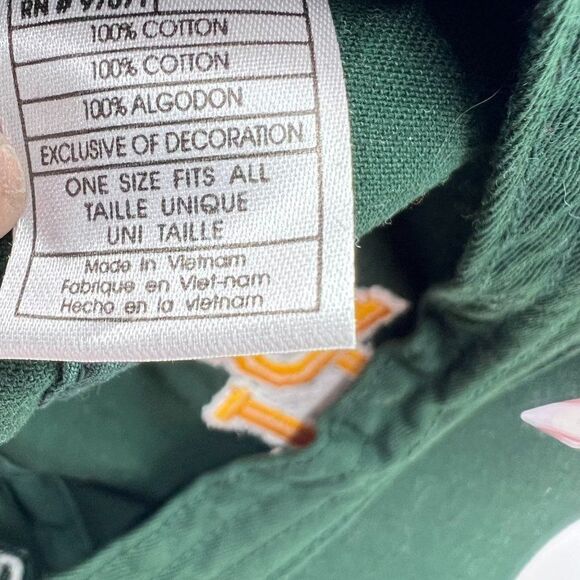 RN #
100% COTTON
100% COTTON
100% ALGODON
EXCLUSIVE OF DECORATION
ONE SIZE FITS ALL
TAILLE UNIQUE
UNI TAILLE
Made in Vietnam
Fabrique en Viet-nam
Hecho en la vietnam